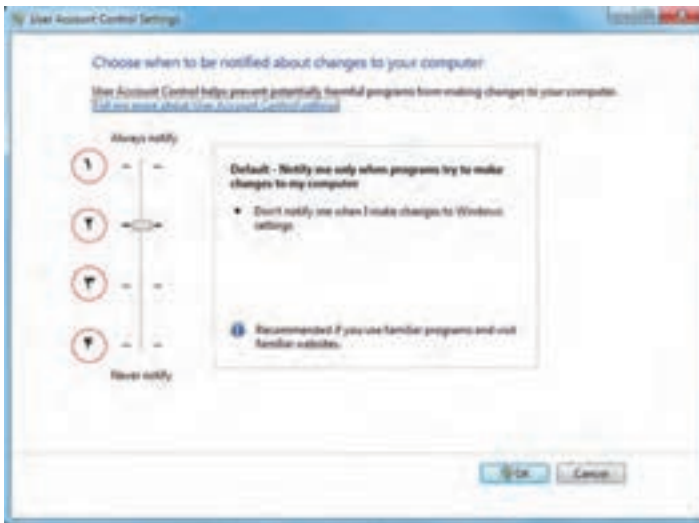 User Account Control Settings
Choose when to be notified about changes to your computer
User Account Control helps prevent potentially harmful programs from making changes to your computer.
Tell me more about User Account Control settings
Always notify
۱
۲
۳
۴
Never notify
Default - Notify me only when programs try to make
changes to my computer
• Don't notify me when I make changes to Windows
settings
Recommended if you use familiar programs and visit
familiar websites.
OK
Cancel